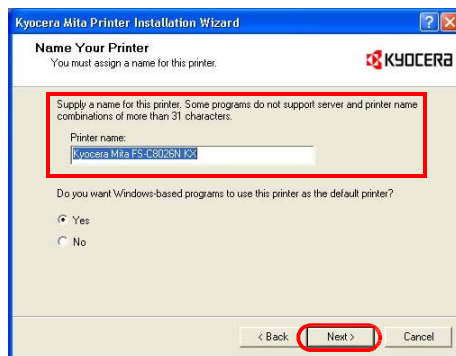 Kyocera Mita Printer Installation Wizard
Name Your Printer
You must assign a name for this printer.
KYOCERA
Supply a name for this printer. Some programs do not support server and printer name
combinations of more than 31 characters.
Printer name:
Kyocera Mita FS-C8026N KX
Do you want Windows-based programs to use this printer as the default printer?
Yes
No
< Back
Next >
Cancel